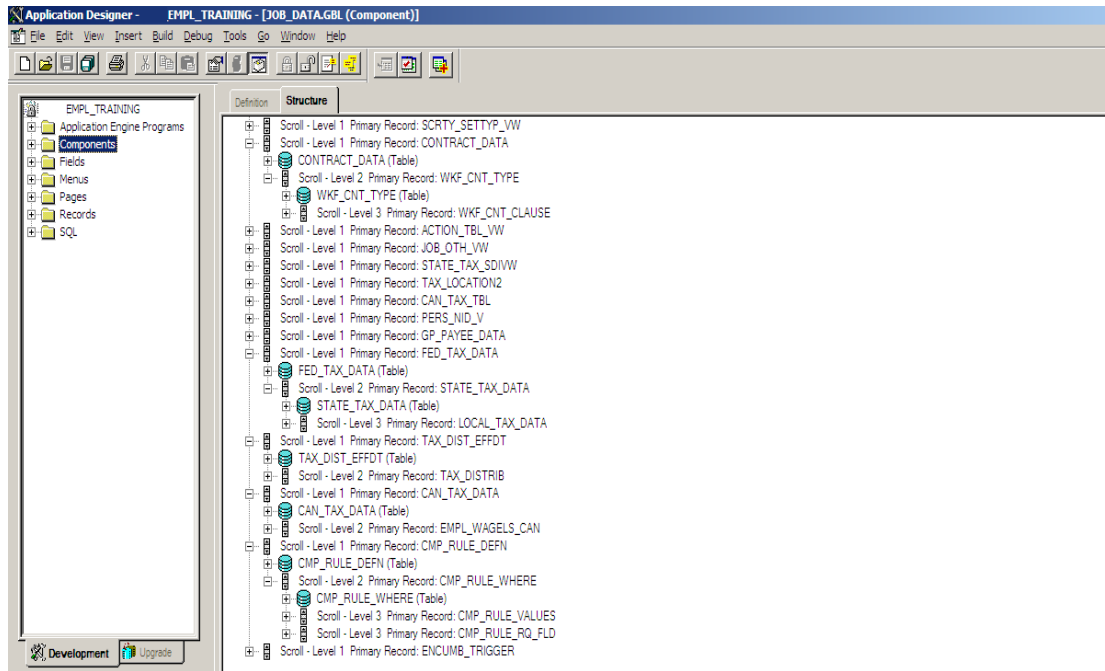 Application Designer - EMPL_TRAINING - [JOB_DATA.GBL (Component)]
File Edit View Insert Build Debug Tools Go Window Help
EMPL_TRAINING
Application Engine Programs
Components
Fields
Menus
Pages
Records
SQL
Development Upgrade
Definition Structure
Scroll - Level 1 Primary Record: SCRTY_SETTYP_VW
Scroll - Level 1 Primary Record: CONTRACT_DATA
CONTRACT_DATA (Table)
Scroll - Level 2 Primary Record: WKF_CNT_TYPE
WKF_CNT_TYPE (Table)
Scroll - Level 3 Primary Record: WKF_CNT_CLAUSE
Scroll - Level 1 Primary Record: ACTION_TBL_VW
Scroll - Level 1 Primary Record: JOB_OTH_VW
Scroll - Level 1 Primary Record: STATE_TAX_SDIVW
Scroll - Level 1 Primary Record: TAX_LOCATION2
Scroll - Level 1 Primary Record: CAN_TAX_TBL
Scroll - Level 1 Primary Record: PERS_NID_V
Scroll - Level 1 Primary Record: GP_PAYEE_DATA
Scroll - Level 1 Primary Record: FED_TAX_DATA
FED_TAX_DATA (Table)
Scroll - Level 2 Primary Record: STATE_TAX_DATA
STATE_TAX_DATA (Table)
Scroll - Level 3 Primary Record: LOCAL_TAX_DATA
Scroll - Level 1 Primary Record: TAX_DIST_EFFDT
TAX_DIST_EFFDT (Table)
Scroll - Level 2 Primary Record: TAX_DISTRIB
Scroll - Level 1 Primary Record: CAN_TAX_DATA
CAN_TAX_DATA (Table)
Scroll - Level 2 Primary Record: EMPL_WAGELS_CAN
Scroll - Level 1 Primary Record: CMP_RULE_DEFN
CMP_RULE_DEFN (Table)
Scroll - Level 2 Primary Record: CMP_RULE_WHERE
CMP_RULE_WHERE (Table)
Scroll - Level 3 Primary Record: CMP_RULE_VALUES
Scroll - Level 3 Primary Record: CMP_RULE_RQ_FLD
Scroll - Level 1 Primary Record: ENCUMB_TRIGGER